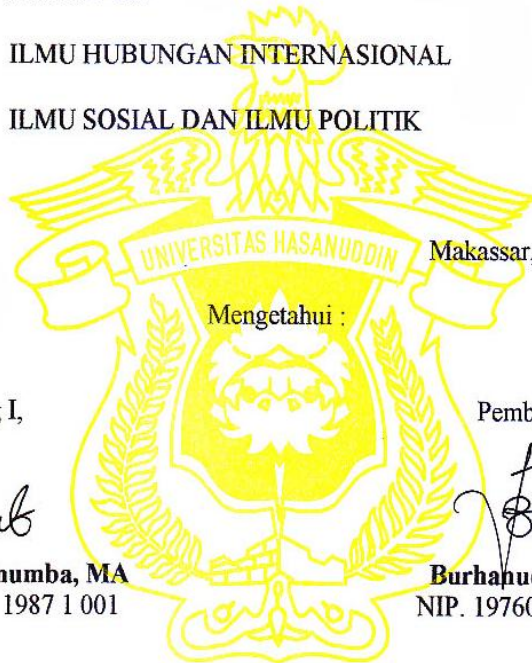 ILMU HUBUNGAN INTERNASIONAL
ILMU SOSIAL DAN ILMU POLITIK
UNIVERSITAS HASANUDDIN
Makassar,
Mengetahui :
I,
Pemb
umba, MA
Burhanu
1987 1 001
NIP. 19760